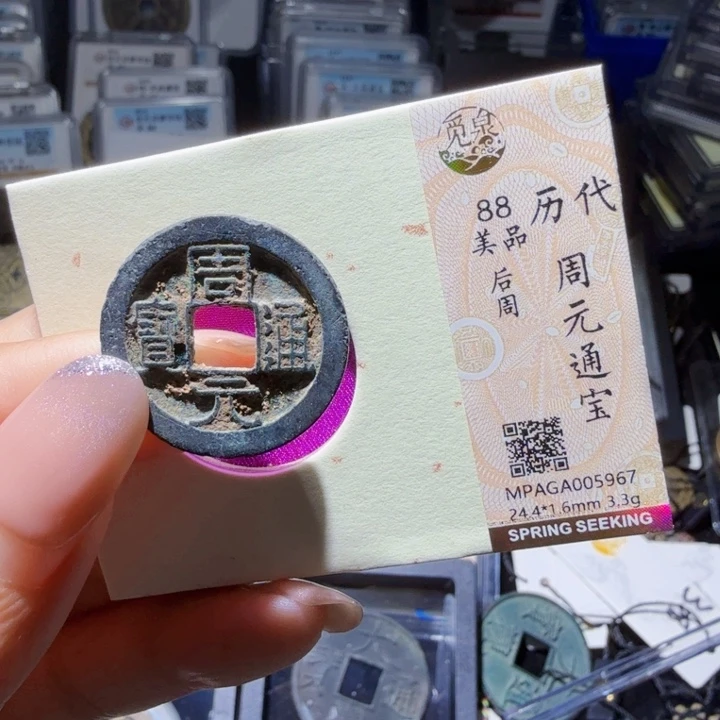 周元通寳
觅泉
88
美品
后周
历代
周元通宝
MPAGA005967
24.4*1.6mm 3.3g
SPRING SEEKING